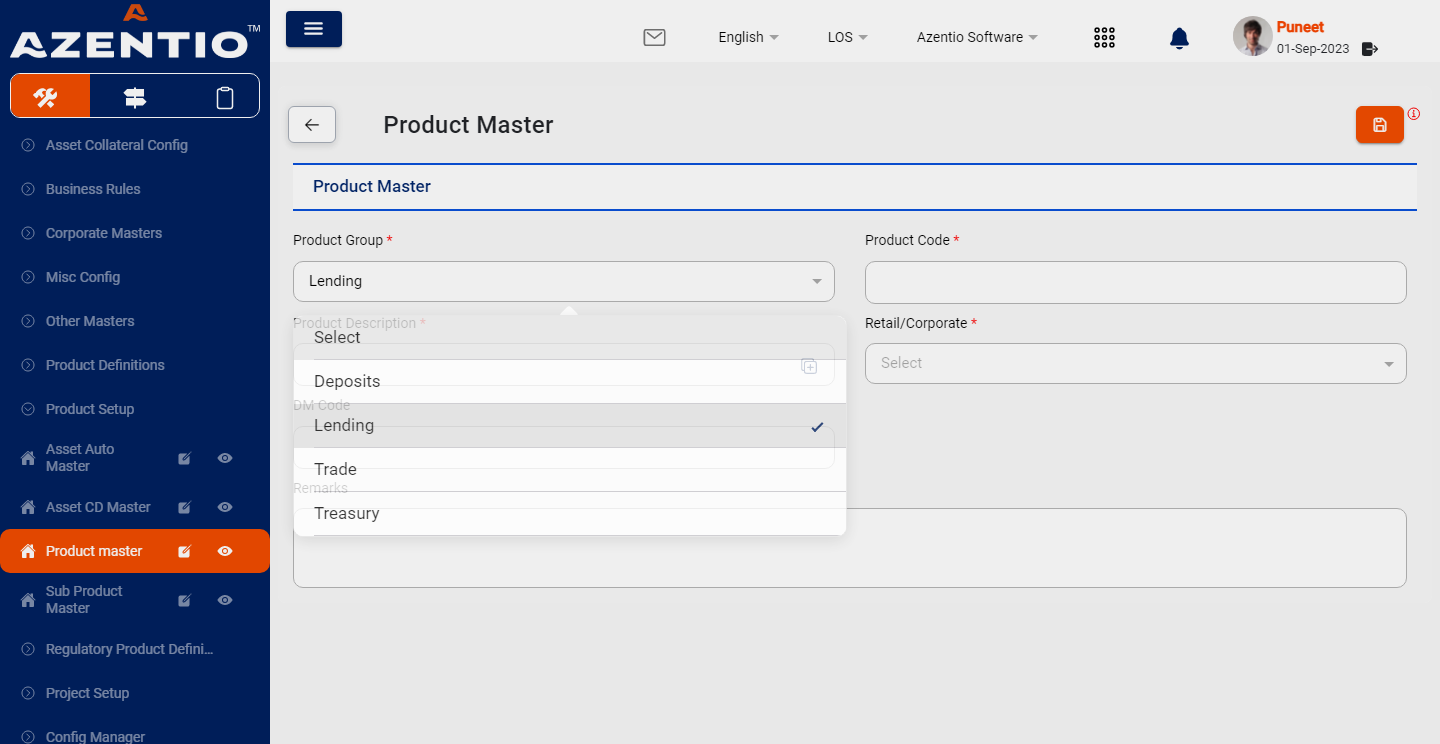 AZENTIO TM
English
LOS
Azentio Software
Puneet
01-Sep-2023
Asset Collateral Config
Business Rules
Corporate Masters
Misc Config
Other Masters
Product Definitions
Product Setup
Asset Auto
Master
Asset CD Master
Product master
Sub Product
Master
Regulatory Product Defini...
Project Setup
Config Manager
Product Master
Product Master
Product Group *
Lending
Product Code *
Product Description *
Retail/Corporate *
Select
Select
Deposits
DM Code
Lending
Trade
Remarks
Treasury